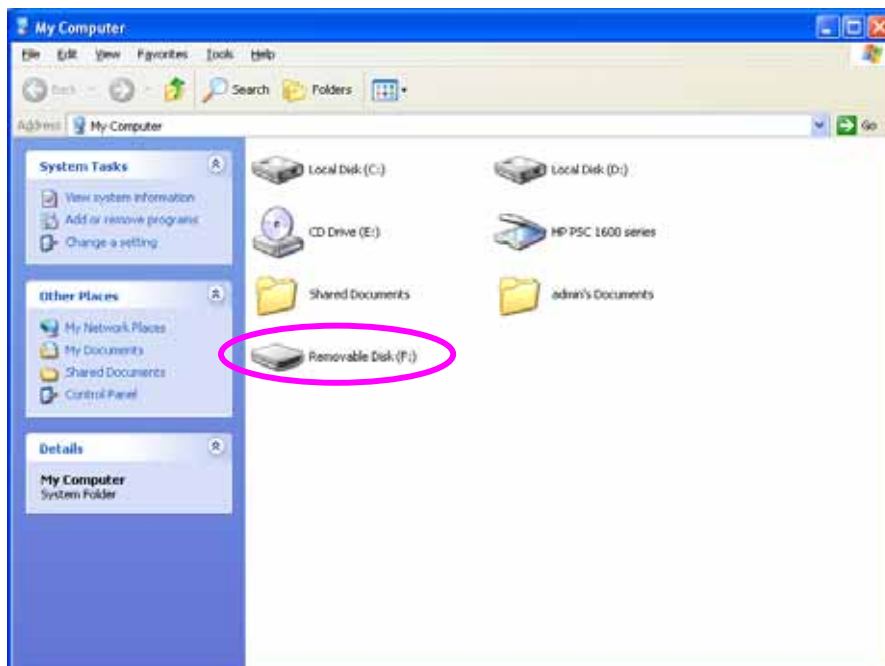 My Computer
File Edit View Favorites Tools Help
Back Search Folders
Address My Computer Go
System Tasks
View system information
Add or remove programs
Change a setting
Other Places
My Network Places
My Documents
Shared Documents
Control Panel
Details
My Computer
System Folder
Local Disk (C:) Local Disk (D:)
CD Drive (E:) HP PSC 1600 series
Shared Documents admin's Documents
Removable Disk (F:)